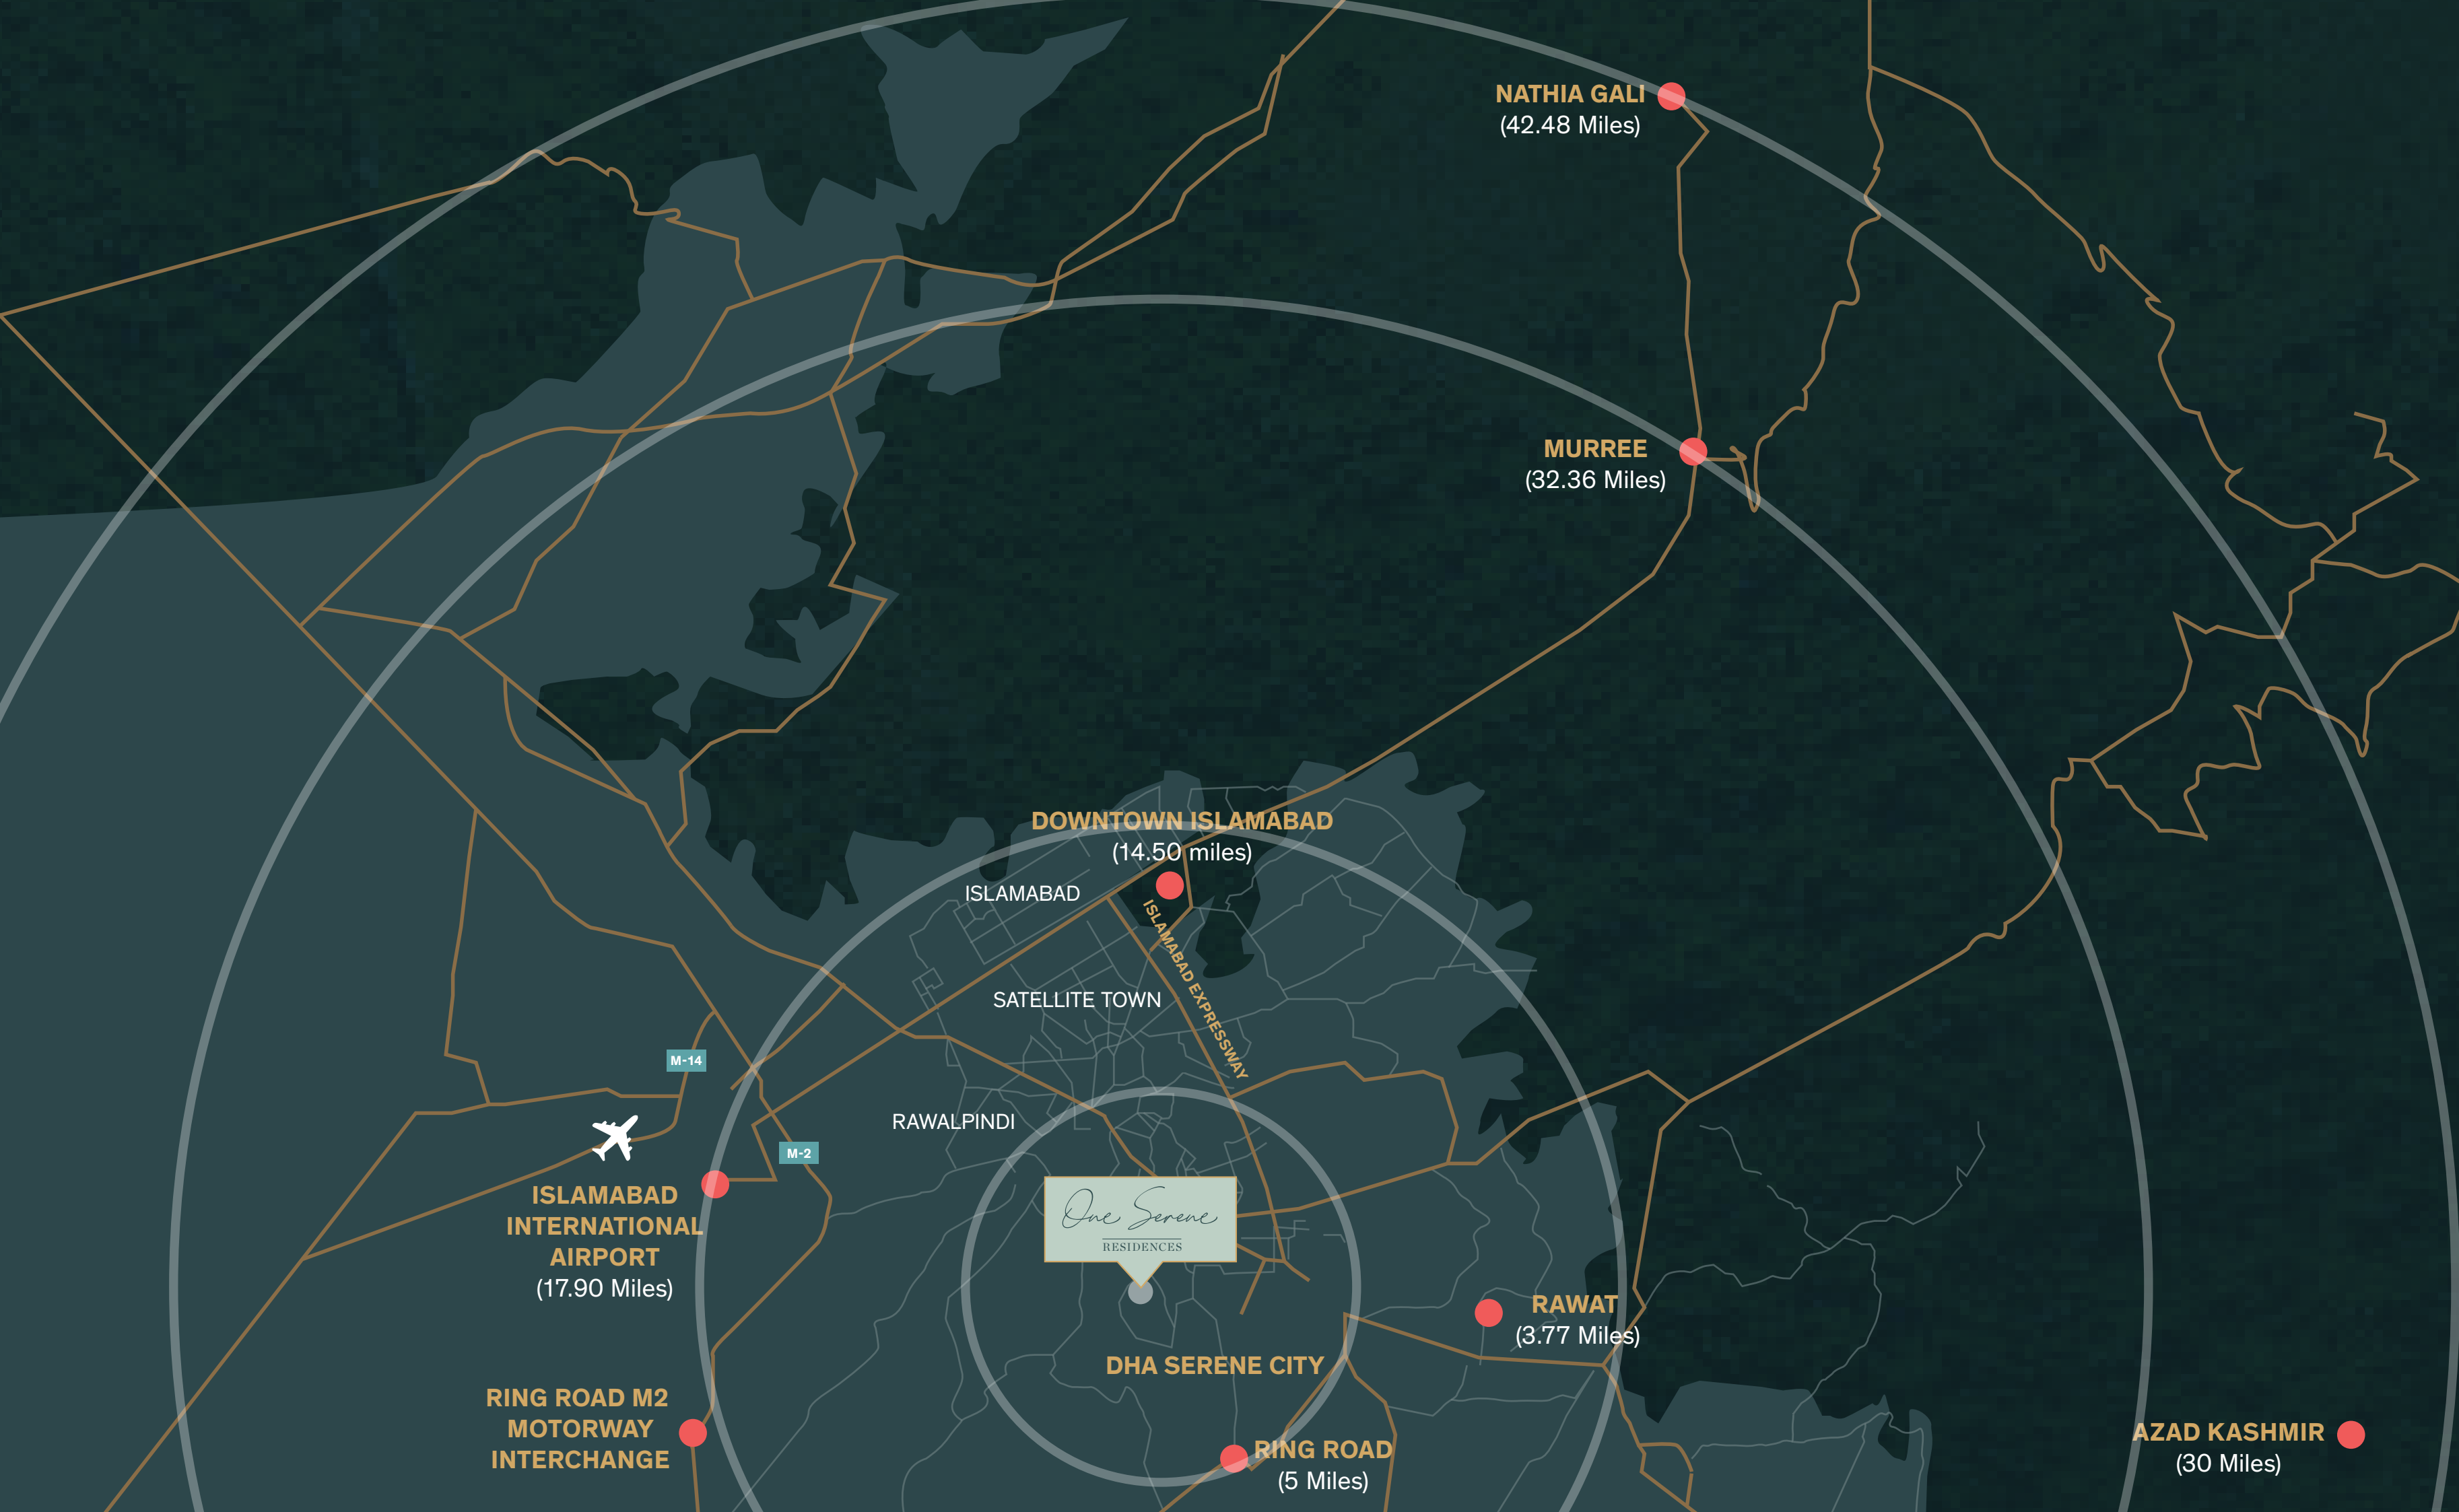 NATHIA GALI
(42.48 Miles)
MURREE
(32.36 Miles)
DOWNTOWN ISLAMABAD
(14.50 miles)
ISLAMABAD
ISLAMABAD EXPRESSWAY
SATELLITE TOWN
M-14
RAWALPINDI
M-2
ISLAMABAD
INTERNATIONAL
AIRPORT
(17.90 Miles)
One Serene
RESIDENCES
RAWAT
(3.77 Miles)
DHA SERENE CITY
RING ROAD M2
MOTORWAY
INTERCHANGE
RING ROAD
(5 Miles)
AZAD KASHMIR
(30 Miles)